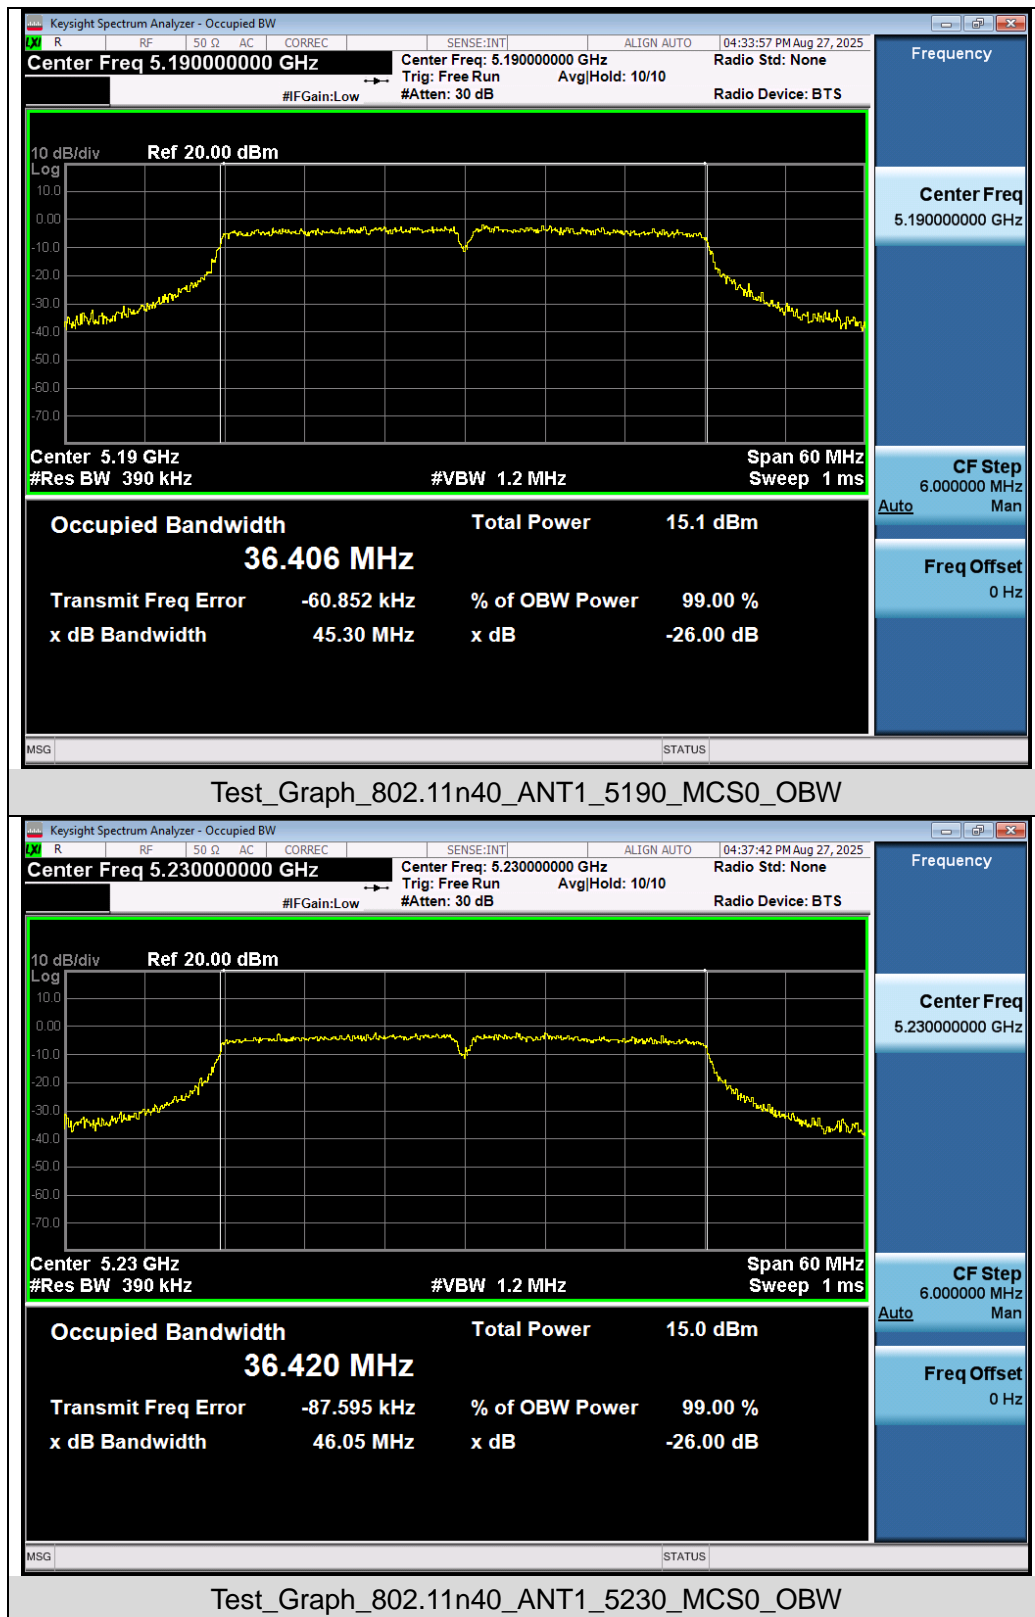 Keysight Spectrum Analyzer - Occupied BW
LXI R RF 50 Ω AC CORREC SENSE:INT ALIGN AUTO 04:33:57 PM Aug 27, 2025
Center Freq 5.190000000 GHz Center Freq: 5.190000000 GHz Radio Std: None
Trig: Free Run Avg|Hold: 10/10
#IFGain:Low #Atten: 30 dB Radio Device: BTS
10 dB/div Ref 20.00 dBm
Log
10.0
0.00
-10.0
-20.0
-30.0
-40.0
-50.0
-60.0
-70.0
Center 5.19 GHz Span 60 MHz
#Res BW 390 kHz #VBW 1.2 MHz Sweep 1 ms
Occupied Bandwidth Total Power 15.1 dBm
36.406 MHz
Transmit Freq Error -60.852 kHz % of OBW Power 99.00 %
x dB Bandwidth 45.30 MHz x dB -26.00 dB
MSG STATUS
Frequency
Center Freq
5.190000000 GHz
CF Step
6.000000 MHz
Auto Man
Freq Offset
0 Hz
Test_Graph_802.11n40_ANT1_5190_MCS0_OBW
Keysight Spectrum Analyzer - Occupied BW
LXI R RF 50 Ω AC CORREC SENSE:INT ALIGN AUTO 04:37:42 PM Aug 27, 2025
Center Freq 5.230000000 GHz Center Freq: 5.230000000 GHz Radio Std: None
Trig: Free Run Avg|Hold: 10/10
#IFGain:Low #Atten: 30 dB Radio Device: BTS
10 dB/div Ref 20.00 dBm
Log
10.0
0.00
-10.0
-20.0
-30.0
-40.0
-50.0
-60.0
-70.0
Center 5.23 GHz Span 60 MHz
#Res BW 390 kHz #VBW 1.2 MHz Sweep 1 ms
Occupied Bandwidth Total Power 15.0 dBm
36.420 MHz
Transmit Freq Error -87.595 kHz % of OBW Power 99.00 %
x dB Bandwidth 46.05 MHz x dB -26.00 dB
MSG STATUS
Frequency
Center Freq
5.230000000 GHz
CF Step
6.000000 MHz
Auto Man
Freq Offset
0 Hz
Test_Graph_802.11n40_ANT1_5230_MCS0_OBW